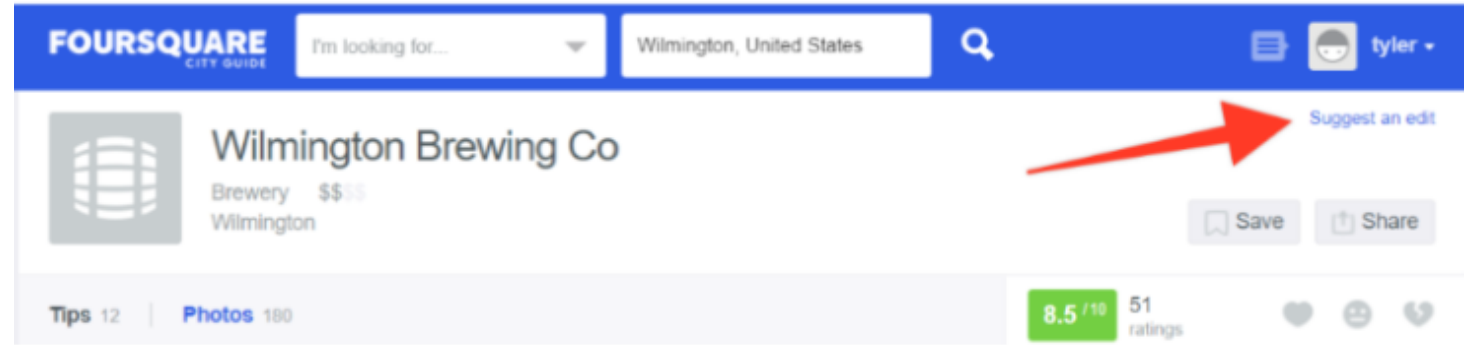 FOURSQUARE
CITY GUIDE
I'm looking for...
Wilmington, United States
tyler
Suggest an edit
Wilmington Brewing Co
Brewery $$$$
Wilmington
Save
Share
Tips 12
Photos 180
8.5 /10
51
ratings